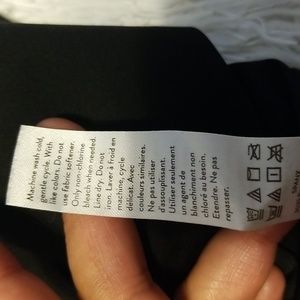 Machine wash cold,
gentle cycle. With
like colors. Do not
use fabric softener.
Only non-chlorine
bleach when needed.
Line dry. Do not
iron. Laver à froid en
machine, cycle
délicat. Avec
couleurs similaires.
Ne pas utiliser
d'assouplissant.
Utiliser seulement
un agent de
blanchiment non
chloré au besoin.
Etendre. Ne pas
repasser.